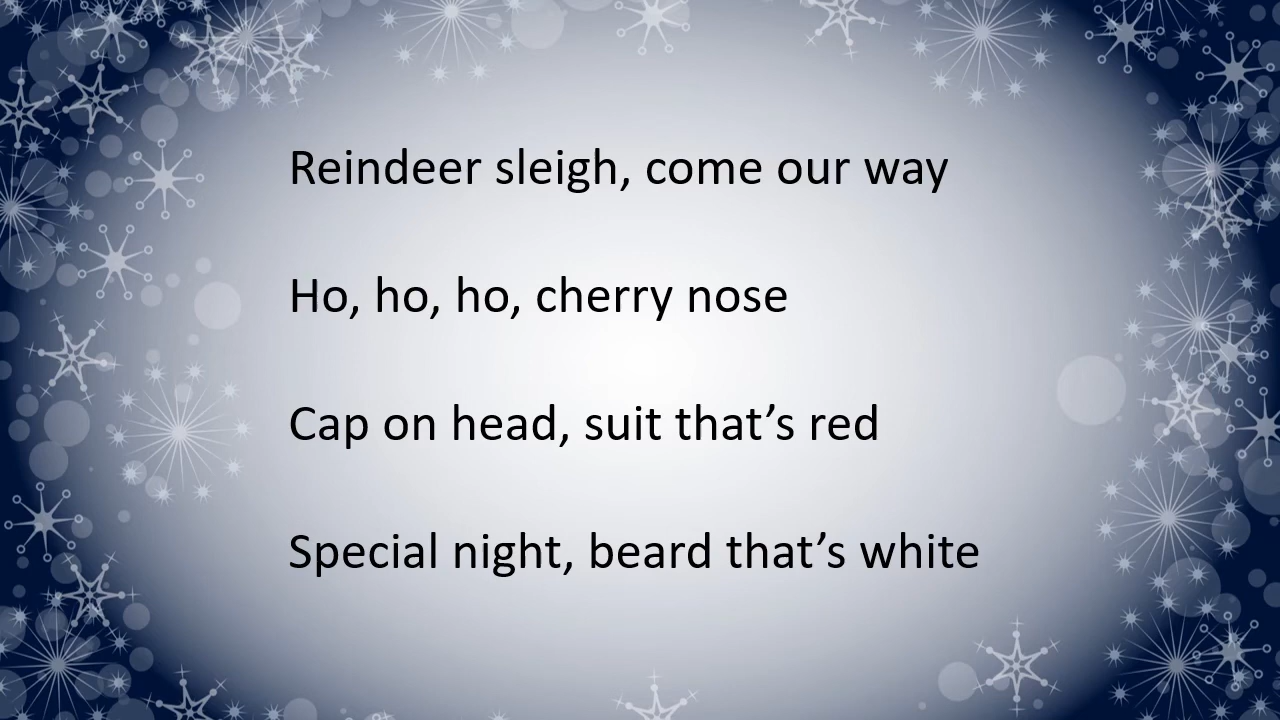 Reindeer sleigh, come our way
Ho, ho, ho, cherry nose
Cap on head, suit that’s red
Special night, beard that’s white